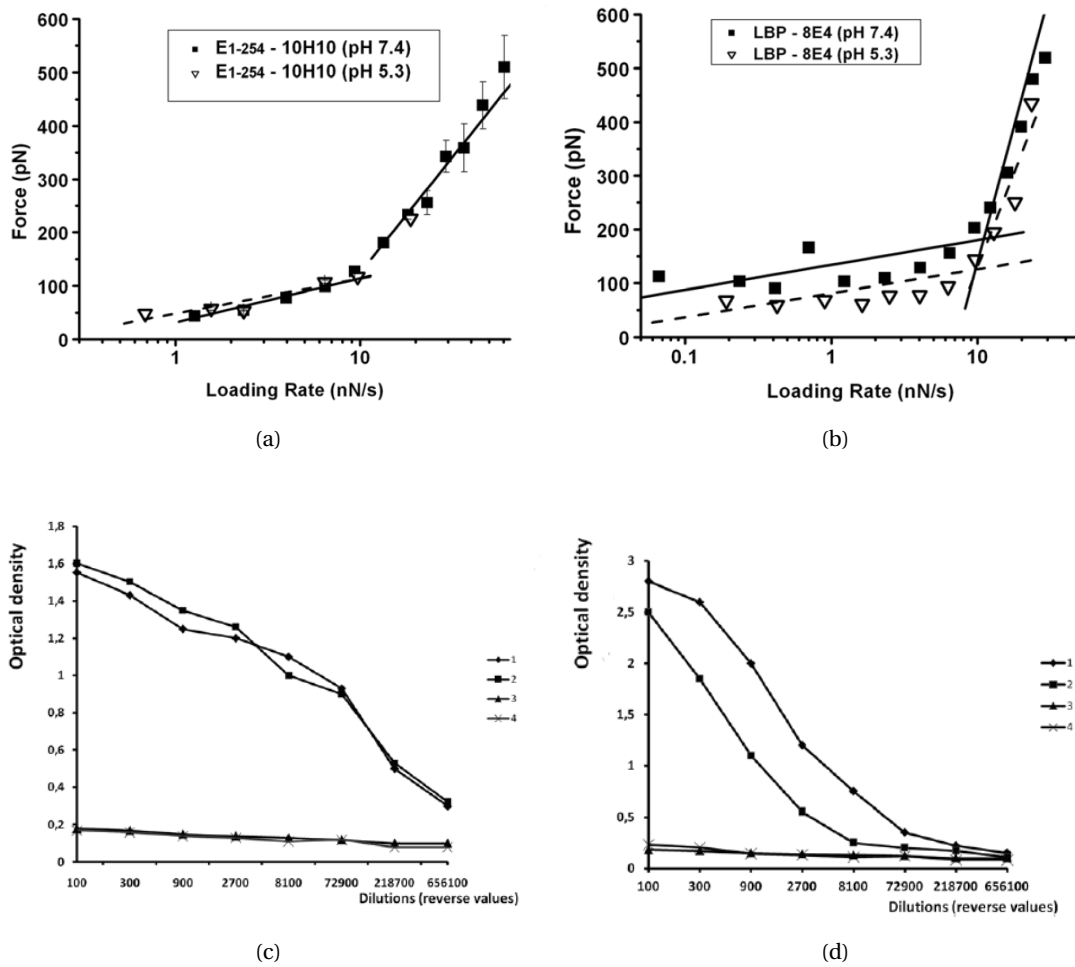 600
500
400
300
200
100
0
Force (pN)
E1-254 - 10H10 (pH 7.4)
E1-254 - 10H10 (pH 5.3)
1
10
Loading Rate (nN/s)
(a)
600
500
400
300
200
100
0
Force (pN)
LBP - 8E4 (pH 7.4)
LBP - 8E4 (pH 5.3)
0.1
1
10
Loading Rate (nN/s)
(b)
1,8
1,6
1,4
1,2
1
0,8
0,6
0,4
0,2
0
Optical density
1
2
3
4
100 300 900 2700 8100 72900 218700 656100
Dilutions (reverse values)
(c)
3
2,5
2
1,5
1
0,5
0
Optical density
1
2
3
4
100 300 900 2700 8100 72900 218700 656100
Dilutions (reverse values)
(d)